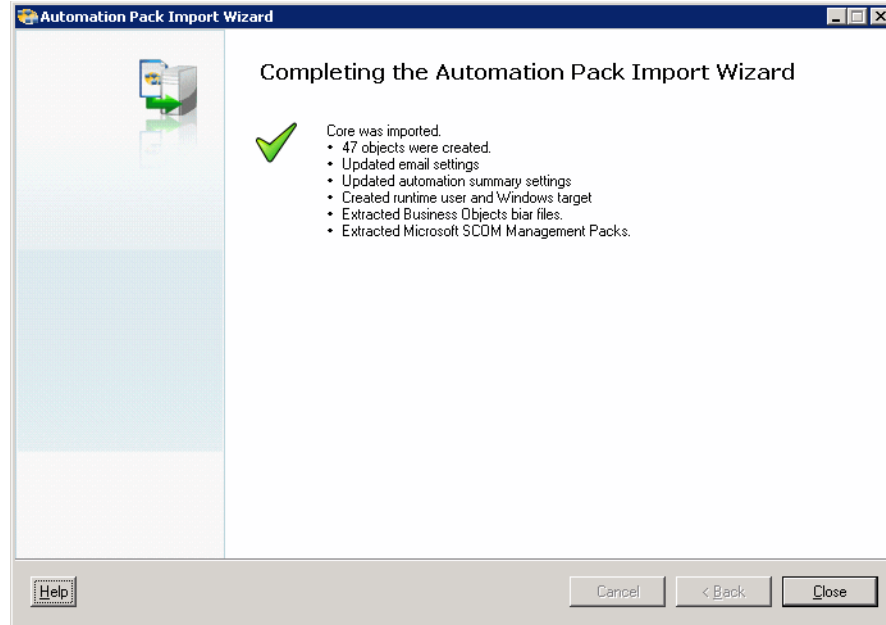 Automation Pack Import Wizard
Completing the Automation Pack Import Wizard
Core was imported.
• 47 objects were created.
• Updated email settings
• Updated automation summary settings
• Created runtime user and Windows target
• Extracted Business Objects biar files.
• Extracted Microsoft SCOM Management Packs.
Help
Cancel
< Back
Close